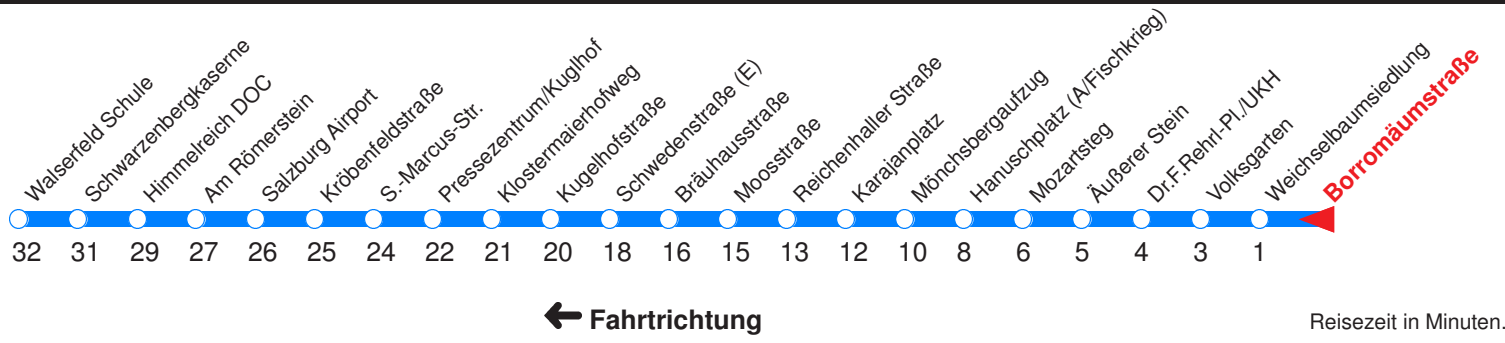 Walserfeld Schule
Schwarzenbergkaserne
Himmelreich DOC
Am Römerstein
Salzburg Airport
Kröbenfeldstraße
S.-Marcus-Str.
Pressezentrum/Kuglhof
Klostermaierhofweg
Kugelhofstraße
Schwedenstraße (E)
Bräuhausstraße
Moosstraße
Reichenhaller Straße
Karajanplatz
Mönchsbergaufzug
Hanuschplatz (A/Fischkrieg)
Mozartsteg
Äußerer Stein
Dr.F.Rehrl-Pl./UKH
Volksgarten
Weichselbaumsiedlung
Borromäumstraße
32 31 29 27 26 25 24 22 21 20 18 16 15 13 12 10 8 6 5 4 3 1
Fahrtrichtung
Reisezeit in Minuten.